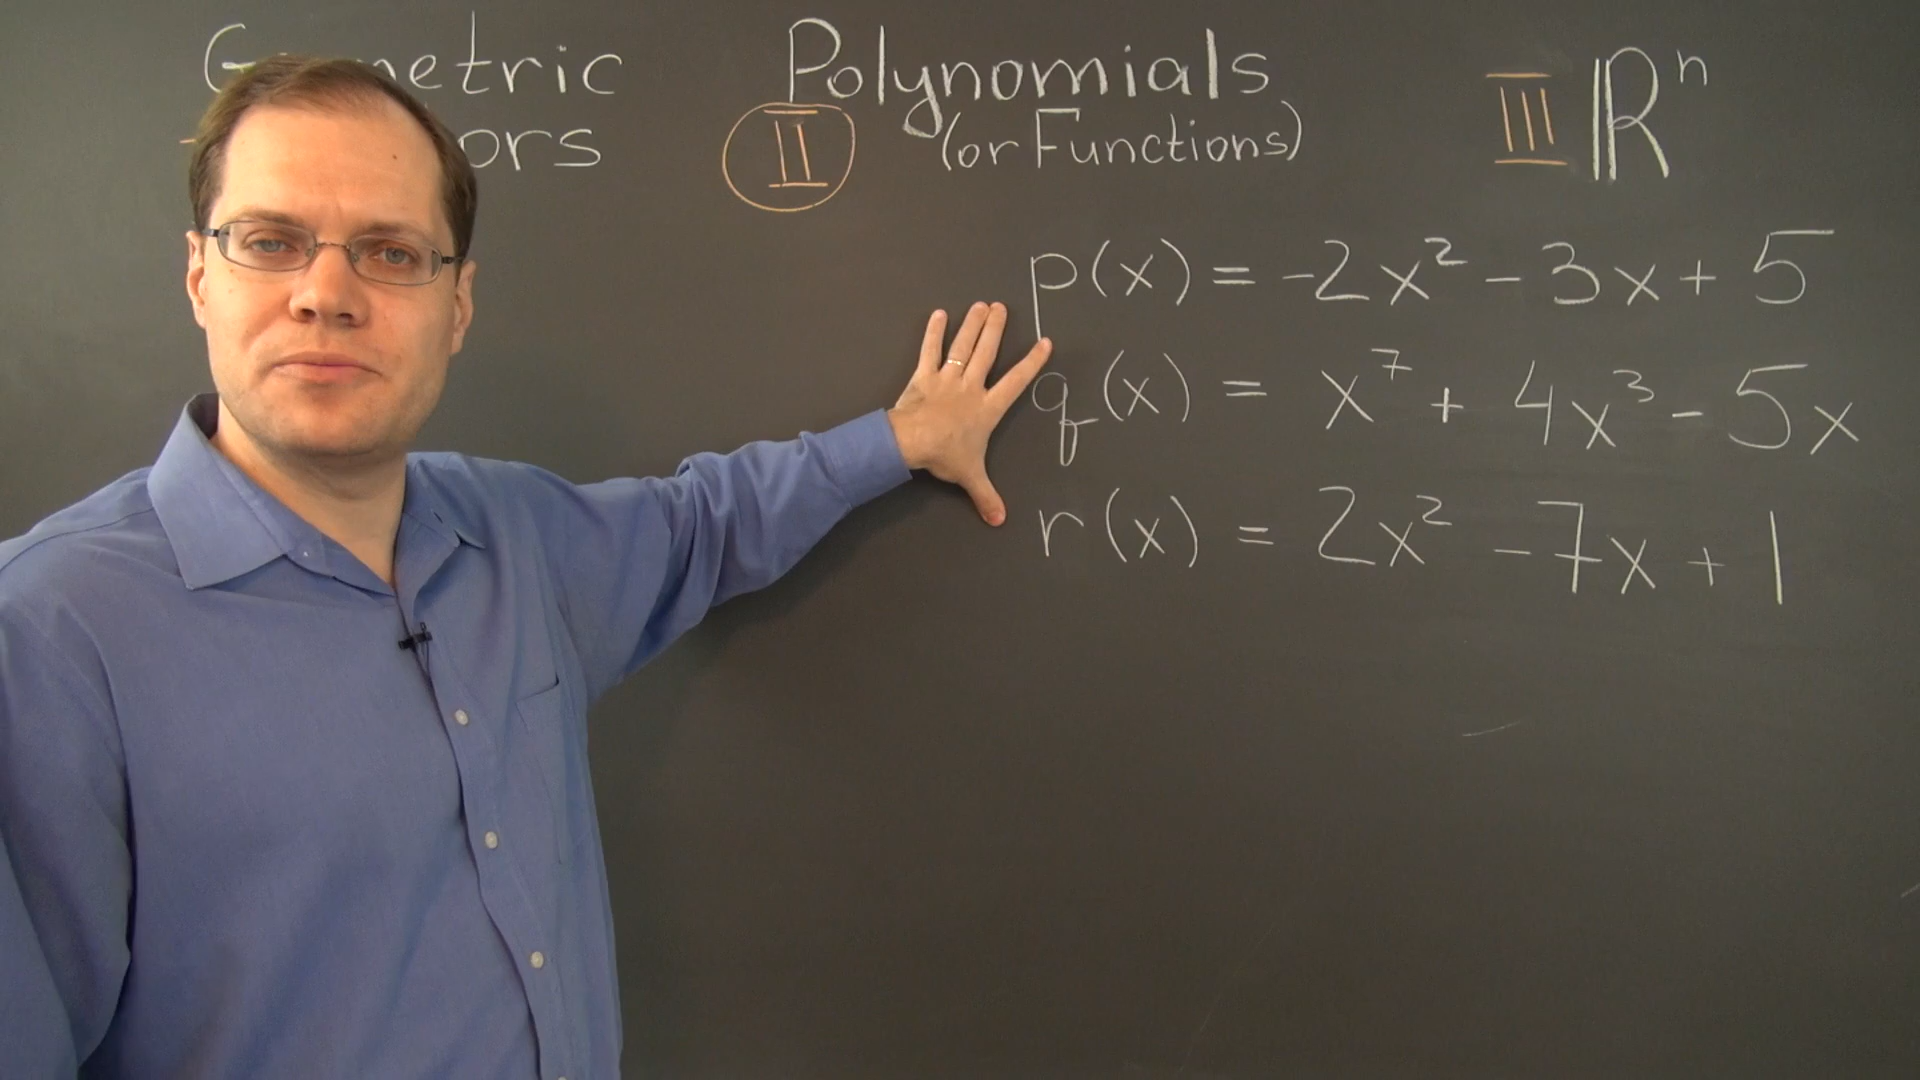 Polynomials
II (or Functions)
III ℝⁿ
p(x) = -2x² - 3x + 5
q(x) = x⁷ + 4x³ - 5x
r(x) = 2x² - 7x + 1